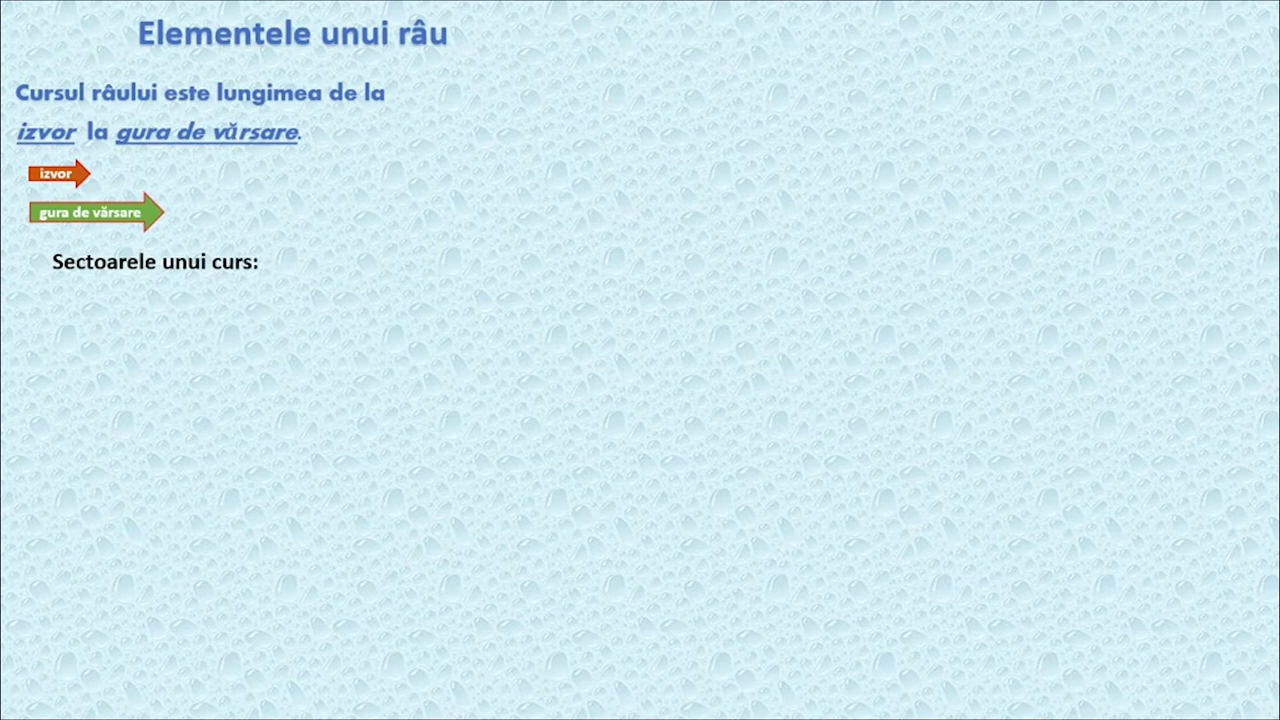 Elementele unui râu
Cursul râului este lungimea de la
izvor la gura de vărsare.
izvor
gura de vărsare
Sectoarele unui curs: